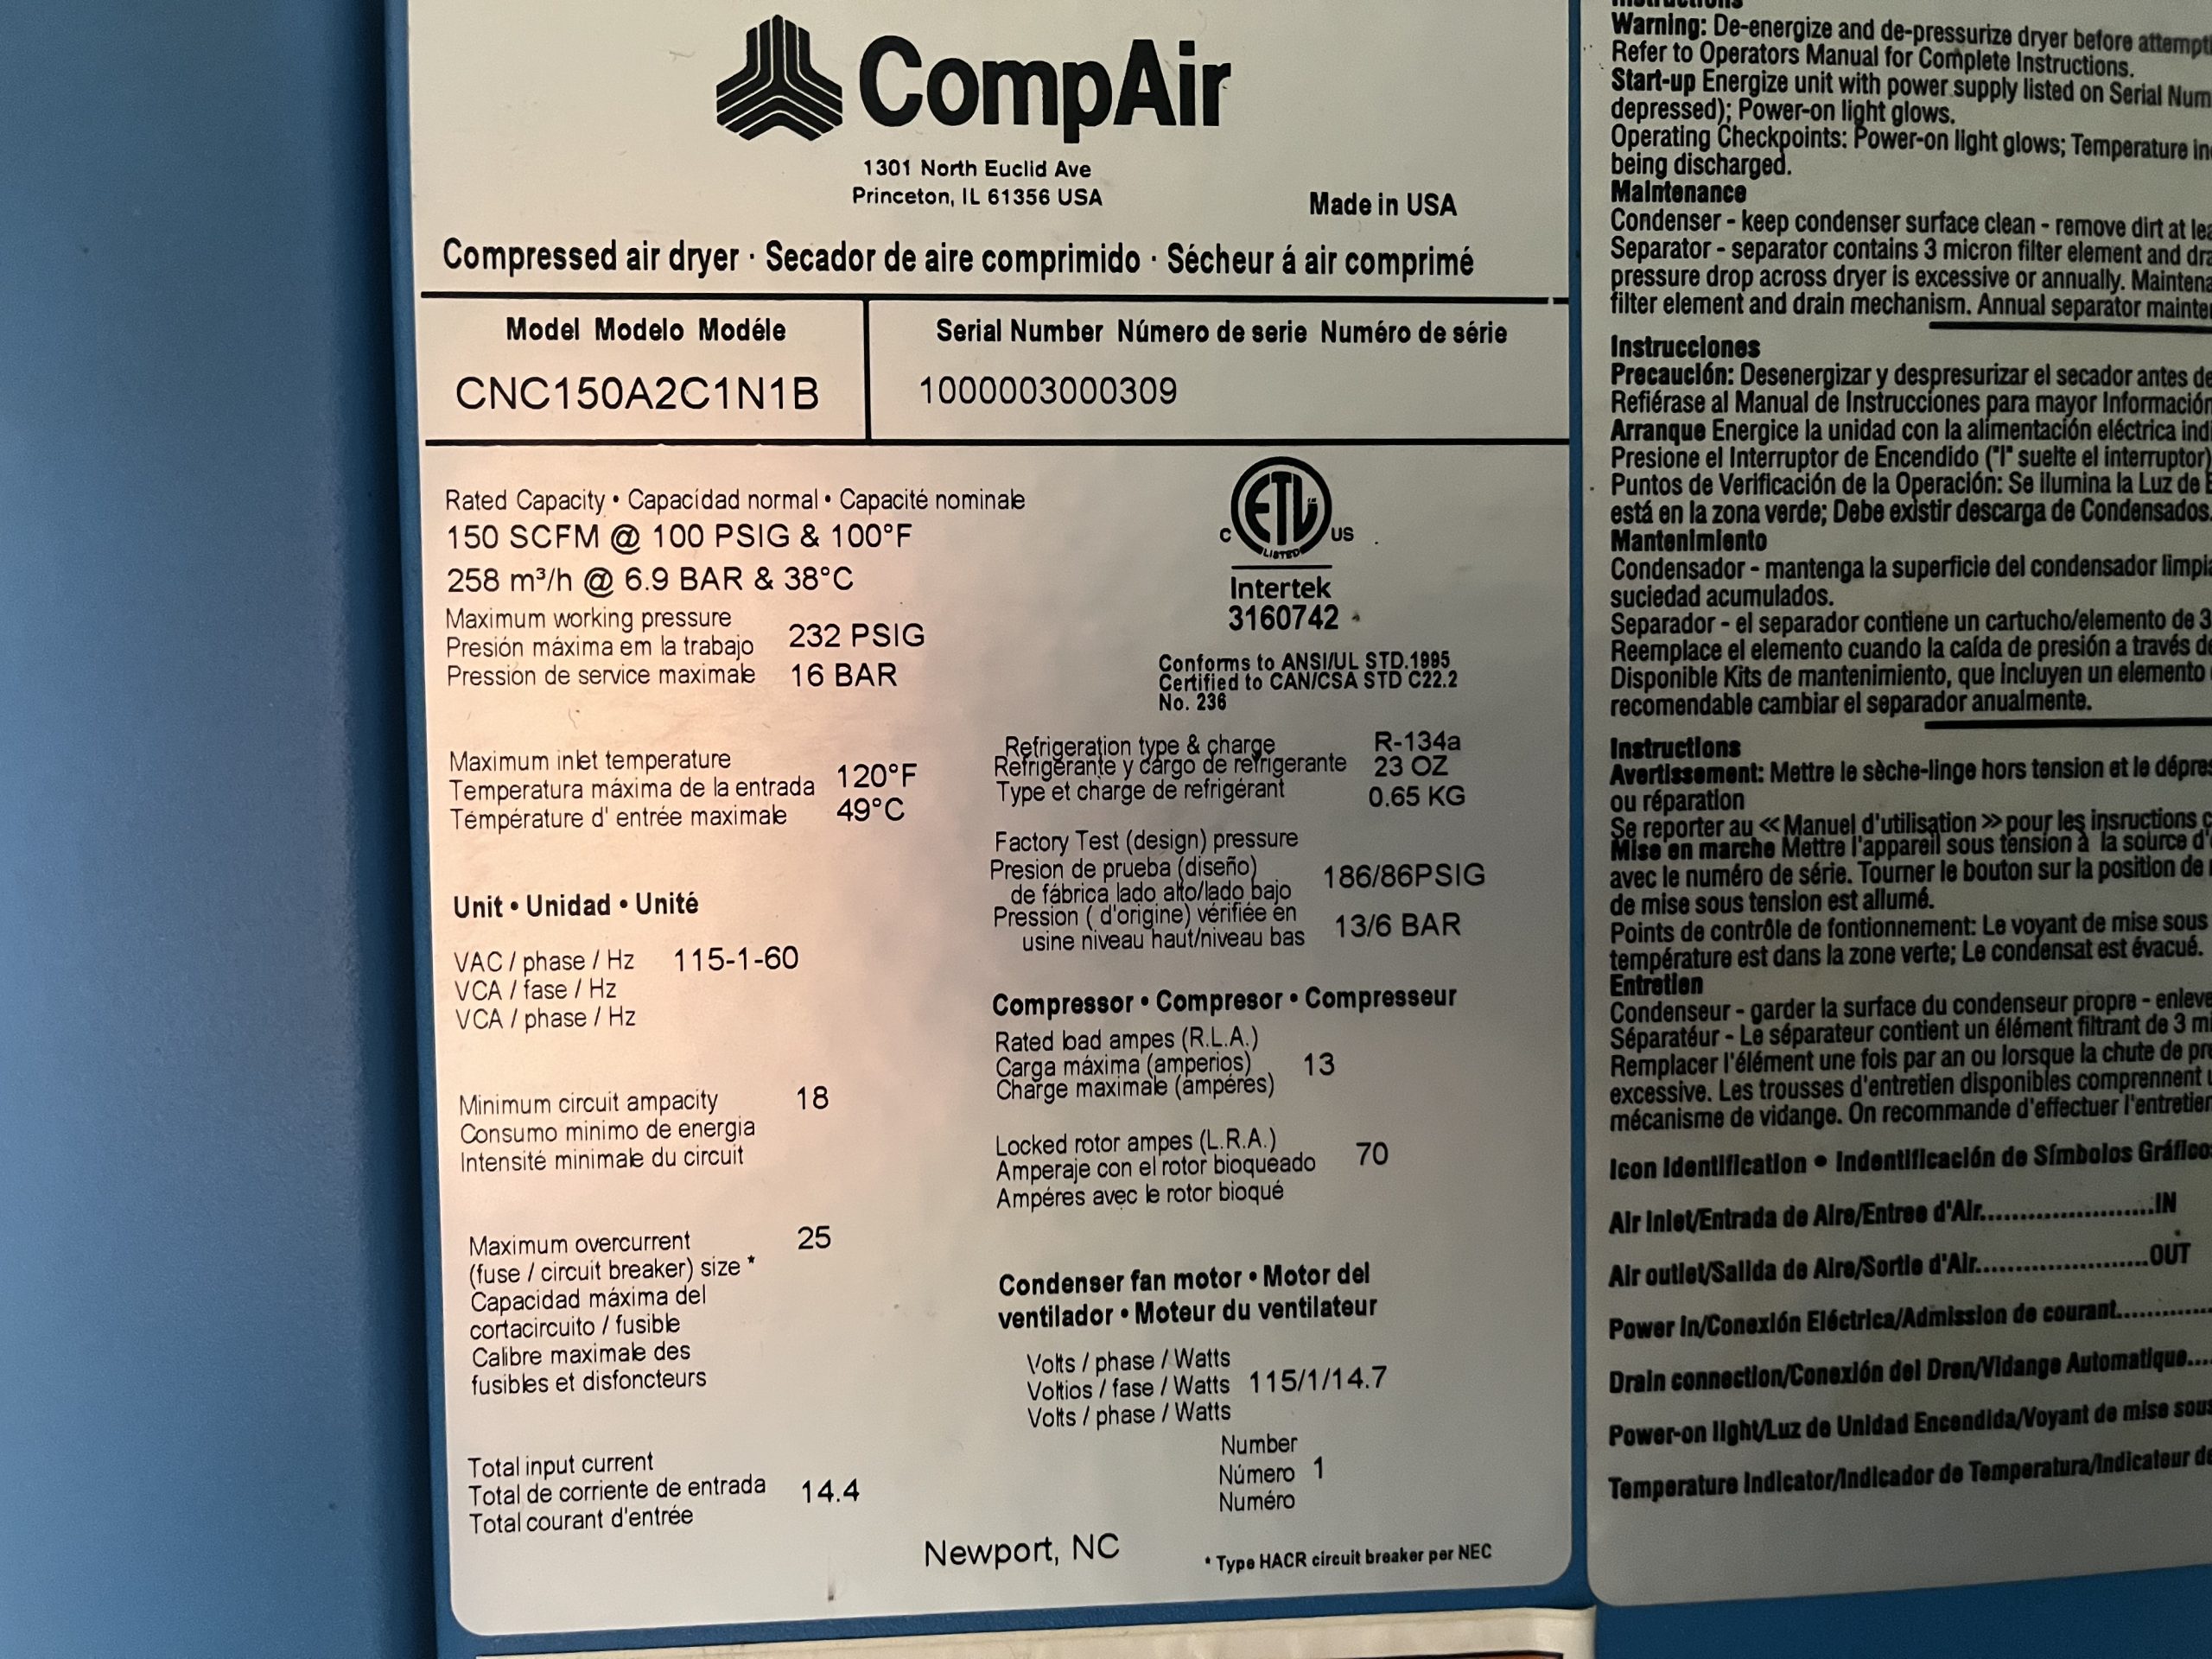 CompAir
1301 North Euclid Ave
Princeton, IL 61356 USA
Made in USA
Compressed air dryer · Secador de aire comprimido · Sécheur á air comprimé
Model Modelo Modéle
CNC150A2C1N1B
Serial Number Número de serie Numéro de série
1000003000309
Rated Capacity • Capacídad normal • Capacité nominale
150 SCFM @ 100 PSIG & 100°F
258 m³/h @ 6.9 BAR & 38°C
Maximum working pressure
Presión máxima em la trabajo
Pression de service maximale
232 PSIG
16 BAR
Maximum inlet temperature
Temperatura máxima de la entrada
Température d' entrée maximale
120°F
49°C
Unit • Unidad • Unité
VAC / phase / Hz 115-1-60
VCA / fase / Hz
VCA / phase / Hz
Minimum circuit ampacity 18
Consumo minimo de energia
Intensité minimale du circuit
Maximum overcurrent 25
(fuse / circuit breaker) size *
Capacidad máxima del
cortacircuito / fusible
Calibre maximale des
fusibles et disfoncteurs
Total input current
Total de corriente de entrada 14.4
Total courant d'entrée
C ETL US
LISTED
Intertek
3160742
Conforms to ANSI/UL STD.1995
Certified to CAN/CSA STD C22.2
No. 236
Refrigeration type & charge R-134a
Refrigerante y cargo de refrigerante 23 OZ
Type et charge de refrigérant 0.65 KG
Factory Test (design) pressure
Presion de prueba (diseño)
de fábrica lado alto/lado bajo
Pression ( d'origine) vérifiée en
usine niveau haut/niveau bas
186/86PSIG
13/6 BAR
Compressor • Compresor • Compresseur
Rated load ampes (R.L.A.)
Carga máxima (amperios) 13
Charge maximale (ampéres)
Locked rotor ampes (L.R.A.)
Amperaje con el rotor bioqueado 70
Ampéres avec le rotor bioqué
Condenser fan motor • Motor del
ventilador • Moteur du ventilateur
Volts / phase / Watts
Voltios / fase / Watts 115/1/14.7
Volts / phase / Watts
Number
Número 1
Numéro
Newport, NC
* Type HACR circuit breaker per NEC
Instructions
Warning: De-energize and de-pressurize dryer before
Refer to Operators Manual for Complete Instructions.
Start-up Energize unit with power supply listed on Serial
depressed); Power-on light glows.
Operating Checkpoints: Power-on light glows; Temperature
being discharged.
Maintenance
Condenser - keep condenser surface clean - remove dirt at
Separator - separator contains 3 micron filter element and
pressure drop across dryer is excessive or annually.
filter element and drain mechanism. Annual separator
Instrucciones
Precaución: Desenergizar y despresurizar el secador antes de
Refiérase al Manual de Instrucciones para mayor Información
Arranque Energice la unidad con la alimentación eléctrica
Presione el Interruptor de Encendido ("I" suelte el interruptor)
Puntos de Verificación de la Operación: Se ilumina la Luz de
está en la zona verde; Debe existir descarga de Condensados.
Mantenimiento
Condensador - mantenga la superficie del condensador
suciedad acumulados.
Separador - el separador contiene un cartucho/elemento de 3
Reemplace el elemento cuando la caída de presión a través
Disponible Kits de mantenimiento, que incluyen un elemento
recomendable cambiar el separador anualmente.
Instructions
Avertissement: Mettre le sèche-linge hors tension et le
ou réparation
Se reporter au << Manuel d'utilisation >> pour les insructions
Mise en marche Mettre l'appareil sous tension à la source
avec le numéro de série. Tourner le bouton sur la position de
de mise sous tension est allumé.
Points de contrôle de fontionnement: Le voyant de mise sous
température est dans la zone verte; Le condensat est évacué.
Entretien
Condenseur - garder la surface du condenseur propre -
Séparatéur - Le séparateur contient un élément filtrant de 3
Remplacer l'élément une fois par an ou lorsque la chute de
excessive. Les trousses d'entretien disponibles comprennent
mécanisme de vidange. On recommande d'effectuer
Icon Identification • Indentificación de Símbolos
Air Inlet/Entrada de Aire/Entree d'Air......................IN
Air outlet/Salida de Aire/Sortie d'Air......................OUT
Power In/Conexión Eléctrica/Admission de courant............
Drain connection/Conexión del Dren/Vidange Automatique....
Power-on light/Luz de Unidad Encendida/Voyant de mise sous
Temperature Indicator/Indicador de Temperatura/Indicateur